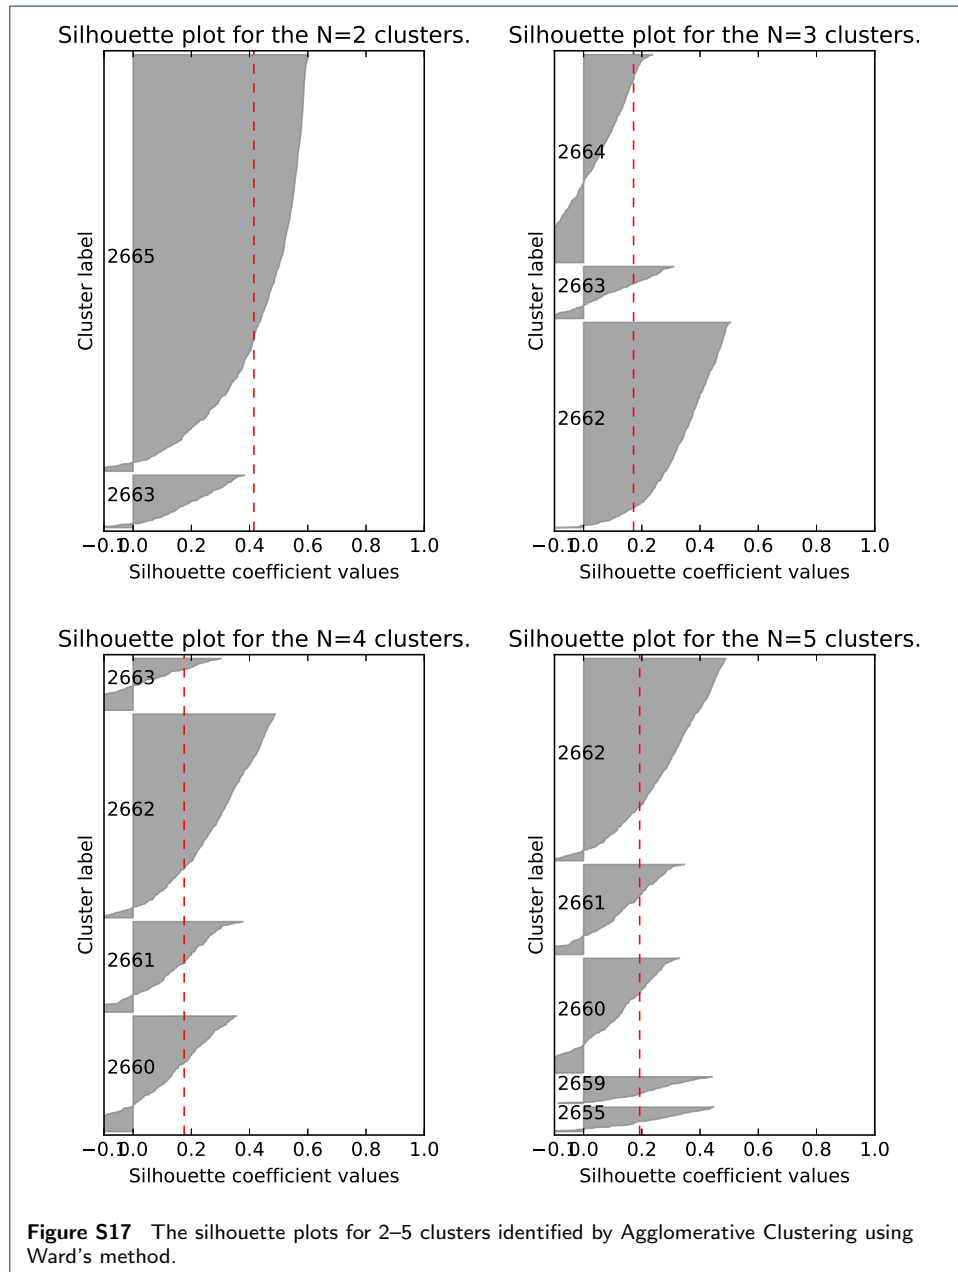 Silhouette plot for the N=2 clusters.
2665
2663
Cluster label
−0.1 0.0 0.2 0.4 0.6 0.8 1.0
Silhouette coefficient values
Silhouette plot for the N=3 clusters.
2664
2663
2662
Cluster label
−0.1 0.0 0.2 0.4 0.6 0.8 1.0
Silhouette coefficient values
Silhouette plot for the N=4 clusters.
2663
2662
2661
2660
Cluster label
−0.1 0.0 0.2 0.4 0.6 0.8 1.0
Silhouette coefficient values
Silhouette plot for the N=5 clusters.
2662
2661
2660
2659
2655
Cluster label
−0.1 0.0 0.2 0.4 0.6 0.8 1.0
Silhouette coefficient values
Figure S17 The silhouette plots for 2–5 clusters identified by Agglomerative Clustering using
Ward's method.